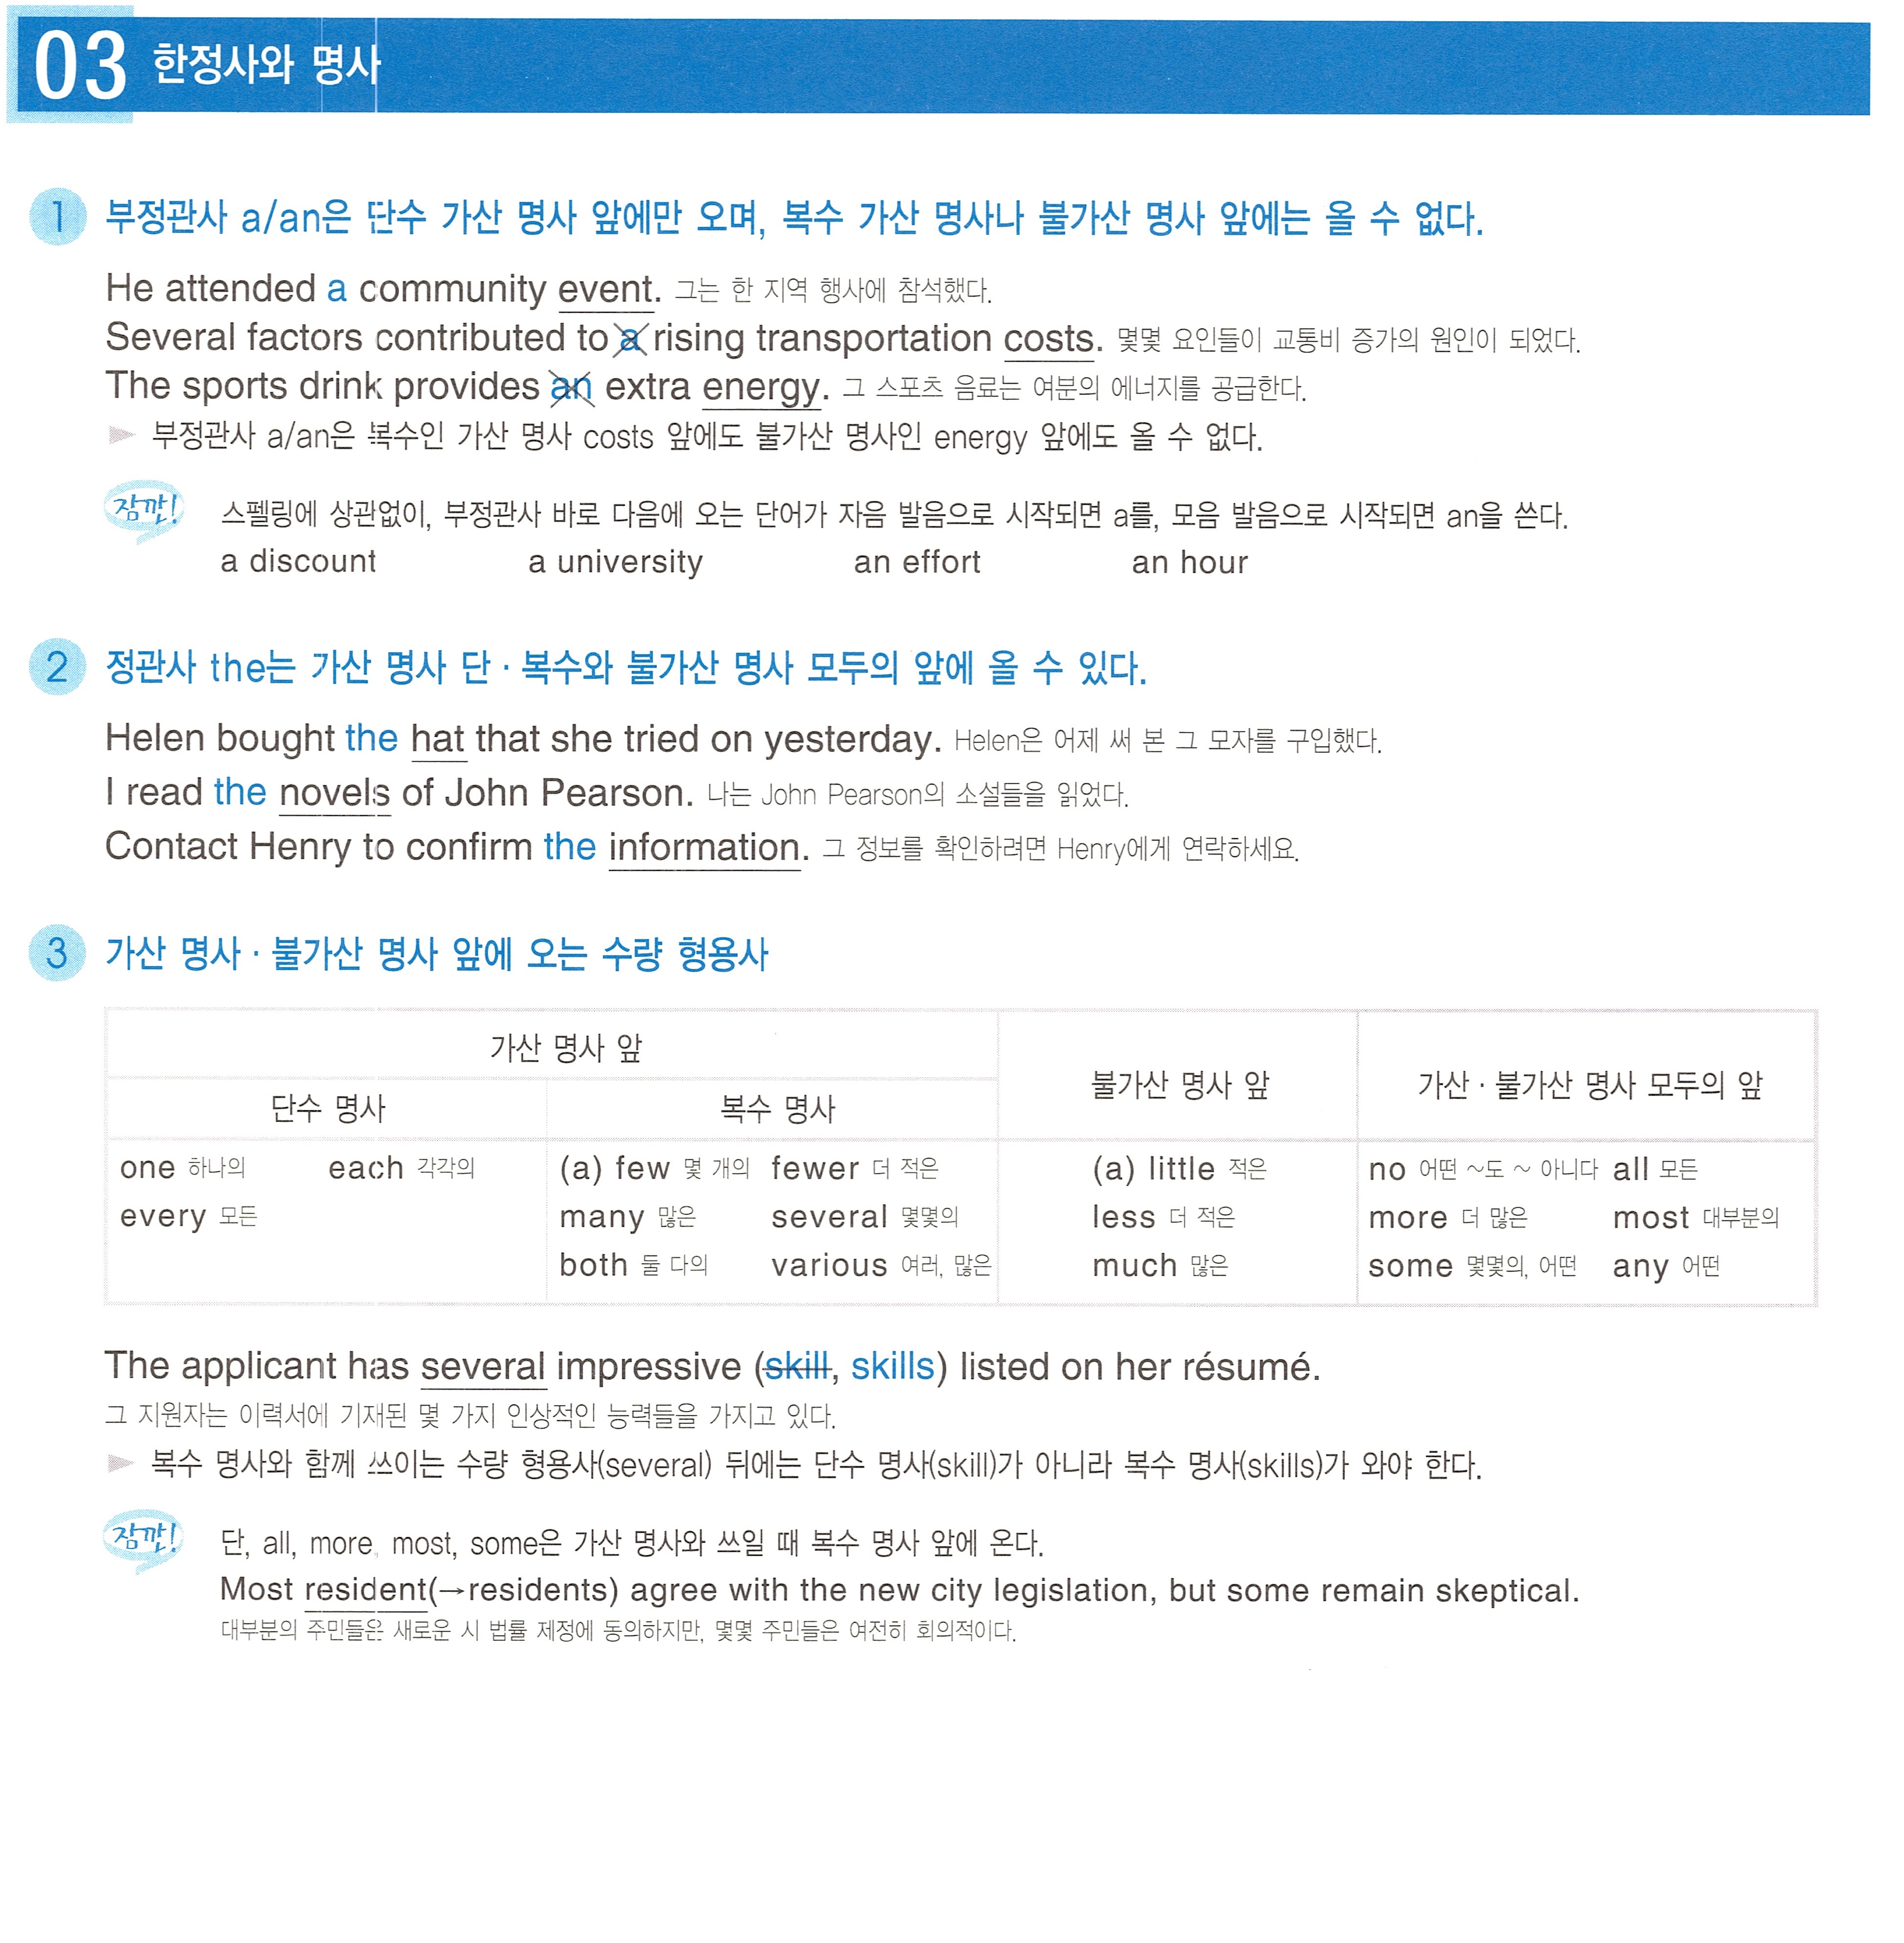 03 한정사와 명사
1 부정관사 a/an은 단수 가산 명사 앞에만 오며, 복수 가산 명사나 불가산 명사 앞에는 올 수 없다.
He attended a community event. 그는 한 지역 행사에 참석했다.
Several factors contributed to a rising transportation costs. 몇몇 요인들이 교통비 증가의 원인이 되었다.
The sports drink provides an extra energy. 그 스포츠 음료는 여분의 에너지를 공급한다.
▶ 부정관사 a/an은 복수인 가산 명사 costs 앞에도 불가산 명사인 energy 앞에도 올 수 없다.
잠깐! 스펠링에 상관없이, 부정관사 바로 다음에 오는 단어가 자음 발음으로 시작되면 a를, 모음 발음으로 시작되면 an을 쓴다.
a discount a university an effort an hour
2 정관사 the는 가산 명사 단·복수와 불가산 명사 모두의 앞에 올 수 있다.
Helen bought the hat that she tried on yesterday. Helen은 어제 써 본 그 모자를 구입했다.
I read the novels of John Pearson. 나는 John Pearson의 소설들을 읽었다.
Contact Henry to confirm the information. 그 정보를 확인하려면 Henry에게 연락하세요.
3 가산 명사·불가산 명사 앞에 오는 수량 형용사
가산 명사 앞
불가산 명사 앞 가산·불가산 명사 모두의 앞
단수 명사 복수 명사
one 하나의 each 각각의 (a) few 몇 개의 fewer 더 적은 (a) little 적은 no 어떤 ~도 ~ 아니다 all 모든
every 모든 many 많은 several 몇몇의 less 더 적은 more 더 많은 most 대부분의
both 둘 다의 various 여러, 많은 much 많은 some 몇몇의, 어떤 any 어떤
The applicant has several impressive (skill, skills) listed on her résumé.
그 지원자는 이력서에 기재된 몇 가지 인상적인 능력들을 가지고 있다.
▶ 복수 명사와 함께 쓰이는 수량 형용사(several) 뒤에는 단수 명사(skill)가 아니라 복수 명사(skills)가 와야 한다.
잠깐! 단, all, more, most, some은 가산 명사와 쓰일 때 복수 명사 앞에 온다.
Most resident(→residents) agree with the new city legislation, but some remain skeptical.
대부분의 주민들은 새로운 시 법률 제정에 동의하지만, 몇몇 주민들은 여전히 회의적이다.